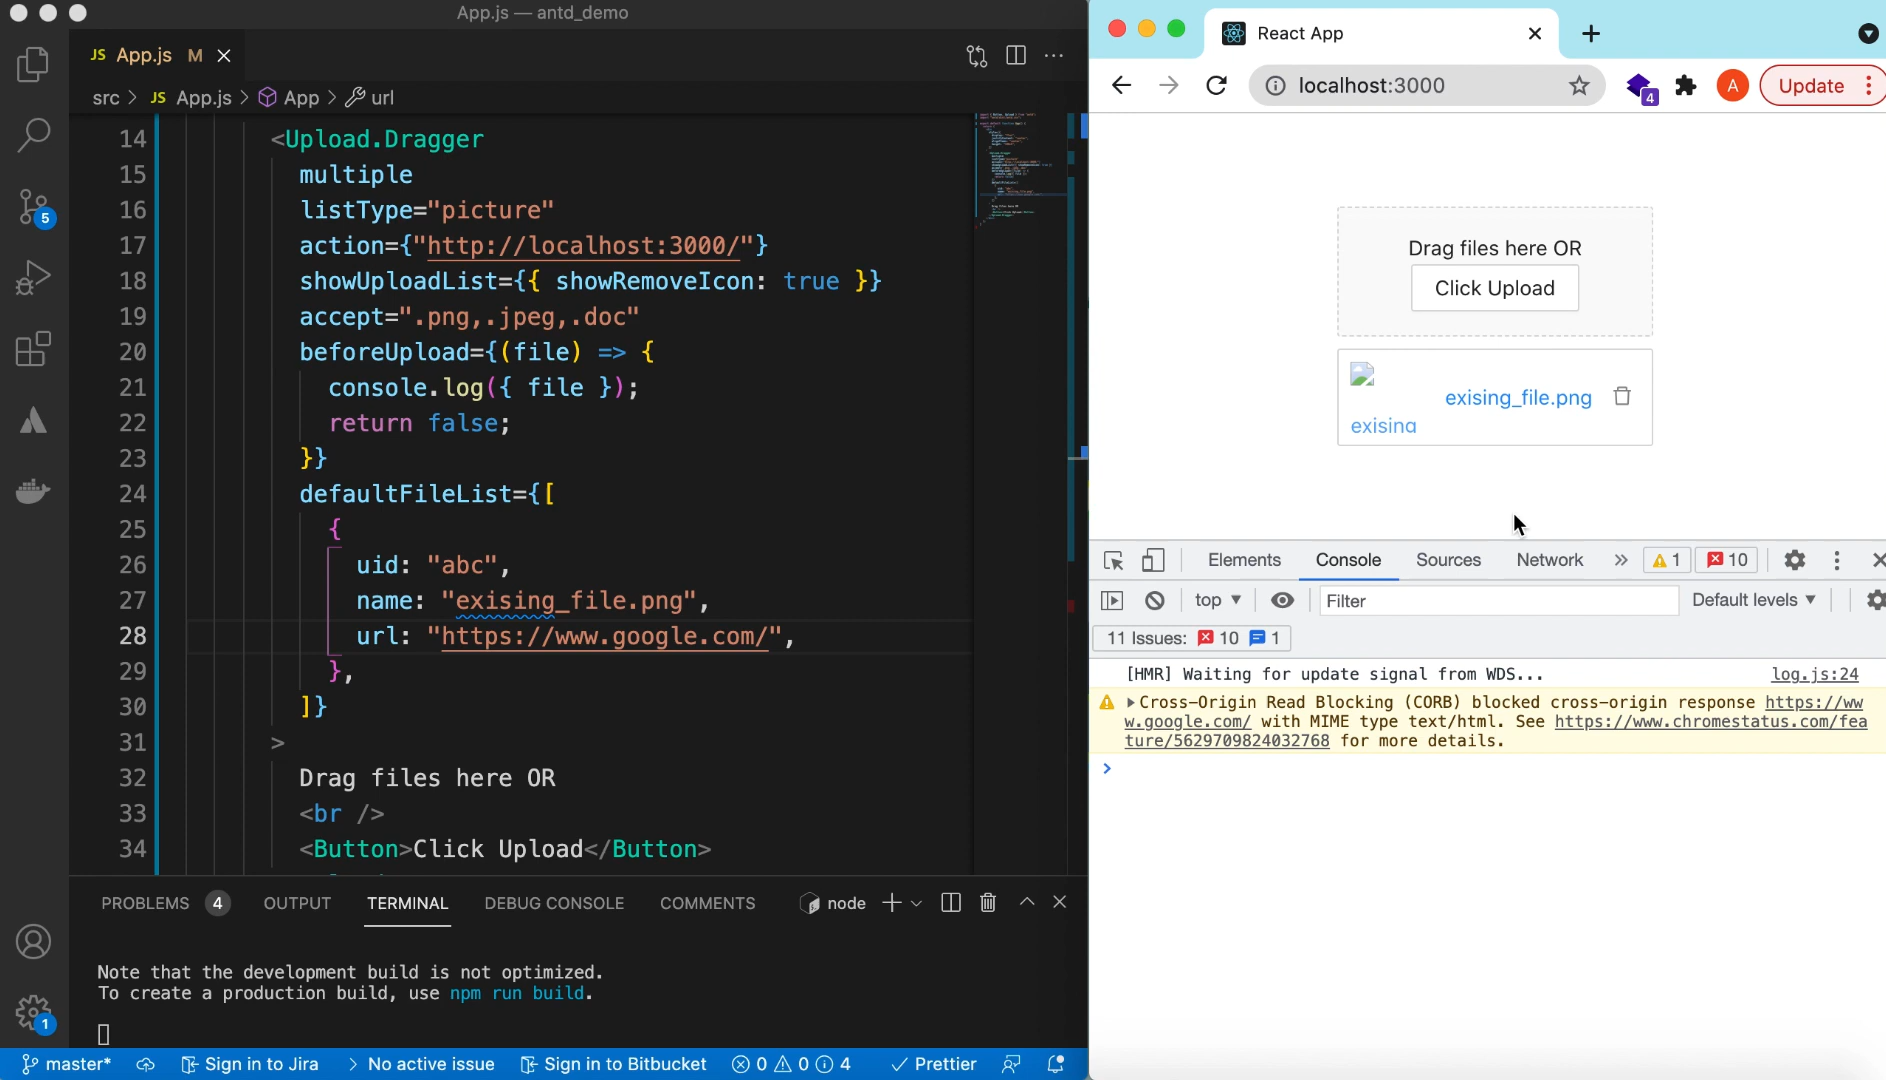 App.js — antd_demo
JS App.js M
src > JS App.js > App > url
14 <Upload.Dragger
15 multiple
16 listType="picture"
17 action={"http://localhost:3000/"}
18 showUploadList={{ showRemoveIcon: true }}
19 accept=".png,.jpeg,.doc"
20 beforeUpload={(file) => {
21 console.log({ file });
22 return false;
23 }}
24 defaultFileList={[
25 {
26 uid: "abc",
27 name: "exising_file.png",
28 url: "https://www.google.com/",
29 },
30 ]}
31 >
32 Drag files here OR
33 <br />
34 <Button>Click Upload</Button>
5
PROBLEMS 4 OUTPUT TERMINAL DEBUG CONSOLE COMMENTS node
Note that the development build is not optimized.
To create a production build, use npm run build.
1
master* Sign in to Jira > No active issue Sign in to Bitbucket 0 0 4 Prettier
React App
localhost:3000 4 A Update
Drag files here OR
Click Upload
exising_file.png
exising
Elements Console Sources Network » 1 10
top Filter Default levels
11 Issues: 10 1
[HMR] Waiting for update signal from WDS... log.js:24
Cross-Origin Read Blocking (CORB) blocked cross-origin response https://ww
w.google.com/ with MIME type text/html. See https://www.chromestatus.com/fea
ture/5629709824032768 for more details.
>